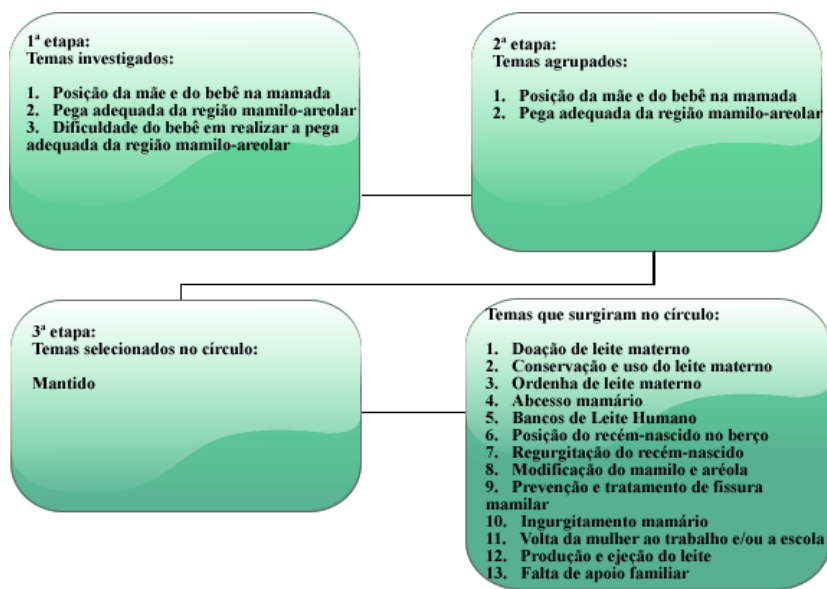 1ª etapa:
Temas investigados:
1. Posição da mãe e do bebê na mamada
2. Pega adequada da região mamilo-areolar
3. Dificuldade do bebê em realizar a pega
adequada da região mamilo-areolar
2ª etapa:
Temas agrupados:
1. Posição da mãe e do bebê na mamada
2. Pega adequada da região mamilo-areolar
3ª etapa:
Temas selecionados no círculo:
Mantido
Temas que surgiram no círculo:
1. Doação de leite materno
2. Conservação e uso do leite materno
3. Ordenha de leite materno
4. Abcesso mamário
5. Bancos de Leite Humano
6. Posição do recém-nascido no berço
7. Regurgitação do recém-nascido
8. Modificação do mamilo e aréola
9. Prevenção e tratamento de fissura
mamilar
10. Ingurgitamento mamário
11. Volta da mulher ao trabalho e/ou a escola
12. Produção e ejeção do leite
13. Falta de apoio familiar